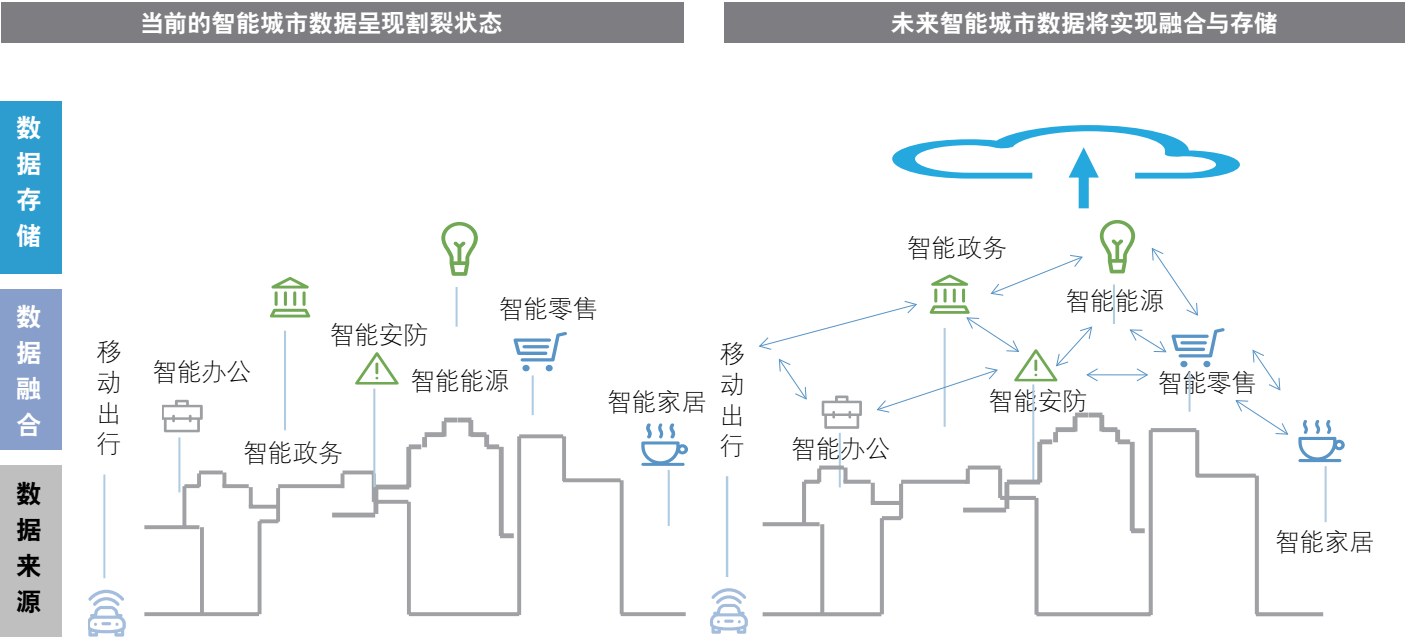 当前的智能城市数据呈现割裂状态
未来智能城市数据将实现融合与存储
数据存储
数据融合
数据来源
移动出行
智能办公
智能政务
智能安防
智能能源
智能零售
智能家居
移动出行
智能办公
智能政务
智能安防
智能能源
智能零售
智能家居